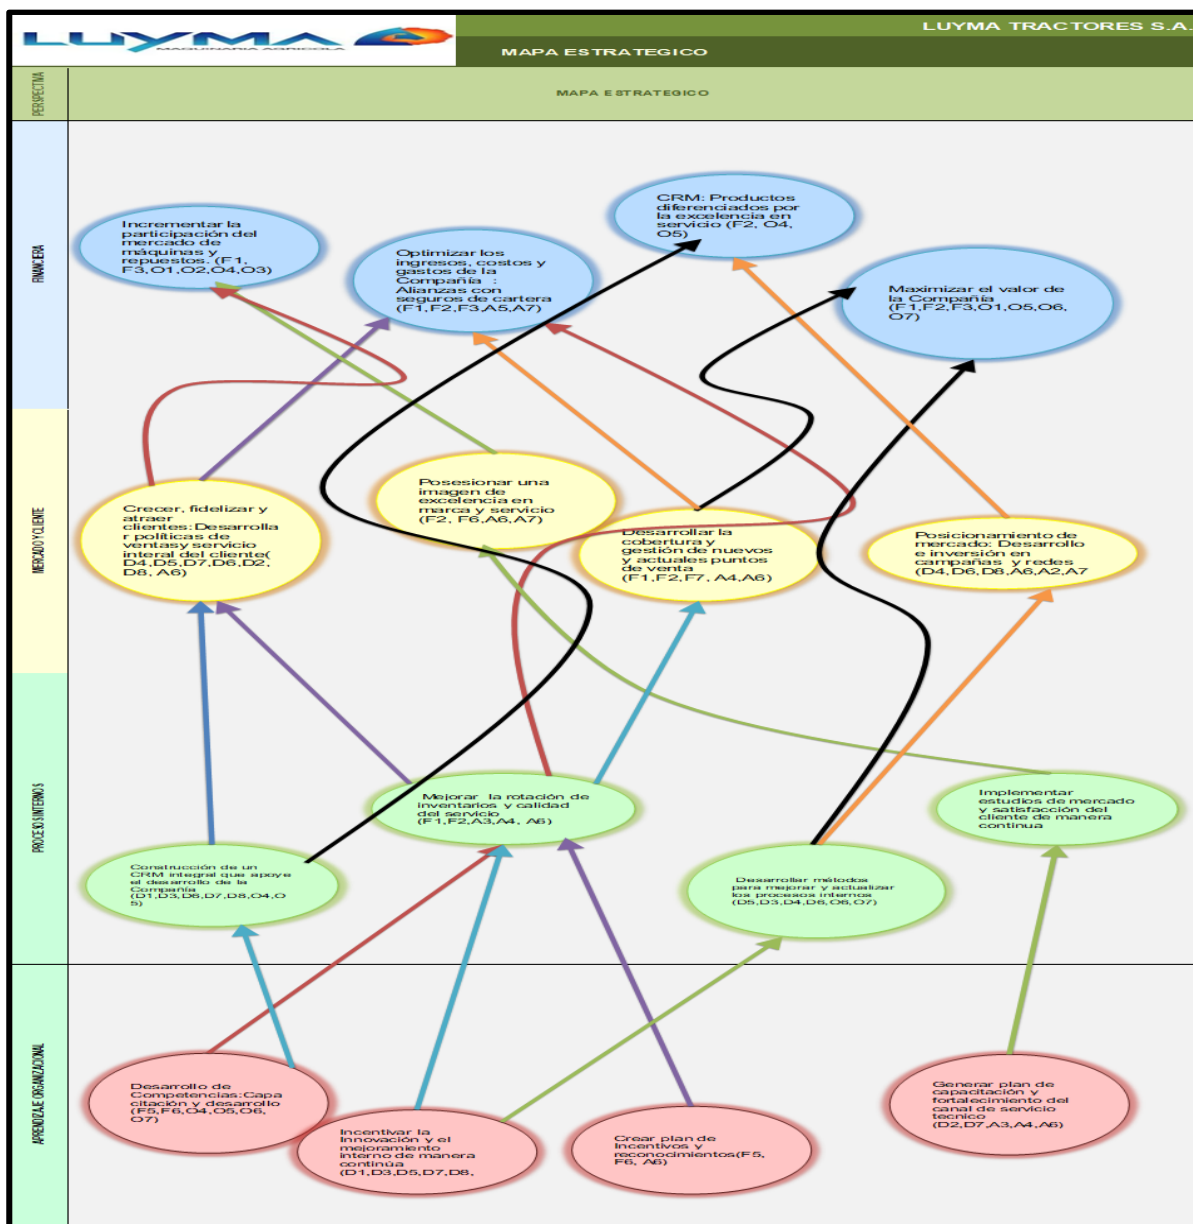 LUYMA
MAQUINARIA AGRICOLA
LUYMA TRACTORES S.A.
MAPA ESTRATEGICO
PERSPECTIVA
MAPA ESTRATEGICO
FINANCIERA
Incrementar la
participación del
mercado de
máquinas y
repuestos. (F1,
F3,O1,O2,O4,O3)
Optimizar los
ingresos, costos y
gastos de la
Compañía :
Alianzas con
seguros de cartera
(F1,F2,F3,A5,A7)
CRM: Productos
diferenciados por
la excelencia en
servicio (F2, O4,
O5)
Maximizar el valor de
la Compañía
(F1,F2,F3,O1,O5,O6,
O7)
MERCADO Y CLIENTE
Crecer, fidelizar y
atraer
clientes:Desarrolla
r políticas de
ventasy servicio
interal del cliente(
D4,D5,D7,D6,D2,
D8, A6)
Posesionar una
imagen de
excelencia en
marca y servicio
(F2, F6,A6,A7)
Desarrollar la
cobertura y
gestión de nuevos
y actuales puntos
de venta
(F1,F2,F7, A4,A6)
Posicionamiento de
mercado: Desarrollo
e inversión en
campañas y redes
(D4,D6,D8,A6,A2,A7
PROCESOS INTERNOS
Mejorar la rotación de
inventarios y calidad
del servicio
(F1,F2,A3,A4, A6)
Implementar
estudios de mercado
y satisfacción del
cliente de manera
continua
Construcción de un
CRM integral que apoye
el desarrollo de la
Compañía
(D1,D3,D6,D7,D8,O4,O
5)
Desarrollar métodos
para mejorar y actualizar
los procesos internos
(D5,D3,D4,D6,O6,O7)
APRENDIZAJE ORGANIZACIONAL
Desarrollo de
Competencias:Capa
citación y desarrollo
(F5,F6,O4,O5,O6,
O7)
Incentivar la
Innovación y el
mejoramiento
interno de manera
continúa
(D1,D3,D5,D7,D8,
Crear plan de
Incentivos y
reconocimientos(F5,
F6, A6)
Generar plan de
capacitación y
fortalecimiento del
canal de servicio
tecnico
(D2,D7,A3,A4,A6)